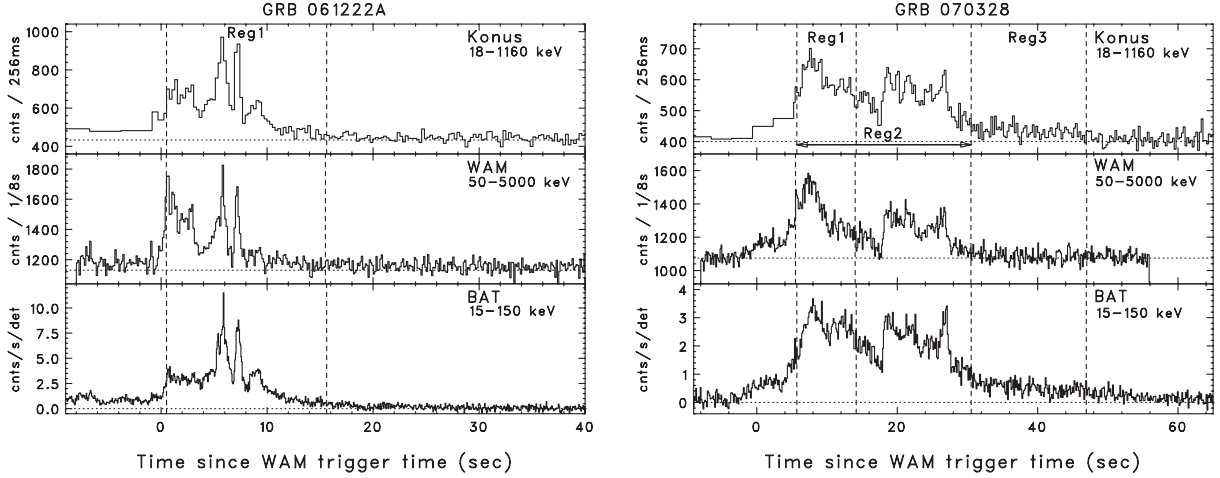 GRB 061222A
1000
800
600
400
cnts / 256ms
Reg1
Konus
18-1160 keV
1800
1600
1400
1200
cnts / 1/8s
WAM
50-5000 keV
10.0
7.5
5.0
2.5
0.0
cnts/s/det
BAT
15-150 keV
0 10 20 30 40
Time since WAM trigger time (sec)
GRB 070328
700
600
500
400
cnts / 256ms
Reg1
Reg3
Konus
18-1160 keV
Reg2
1600
1400
1200
1000
cnts / 1/8s
WAM
50-5000 keV
4
3
2
1
0
cnts/s/det
BAT
15-150 keV
0 20 40 60
Time since WAM trigger time (sec)